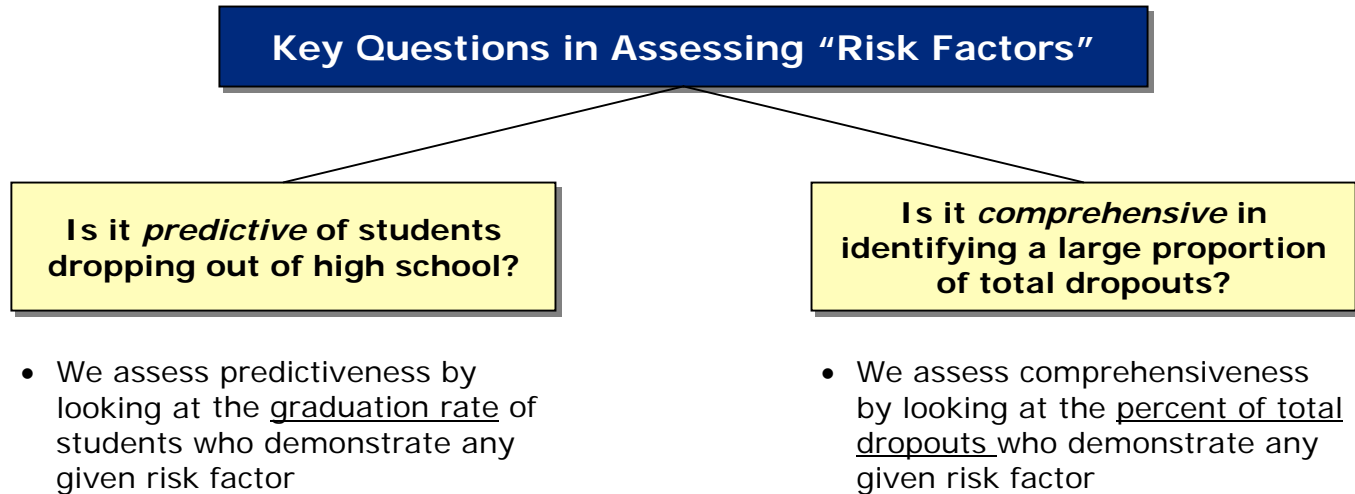 Key Questions in Assessing “Risk Factors”
Is it predictive of students
dropping out of high school?
• We assess predictiveness by
looking at the graduation rate of
students who demonstrate any
given risk factor
Is it comprehensive in
identifying a large proportion
of total dropouts?
• We assess comprehensiveness
by looking at the percent of total
dropouts who demonstrate any
given risk factor